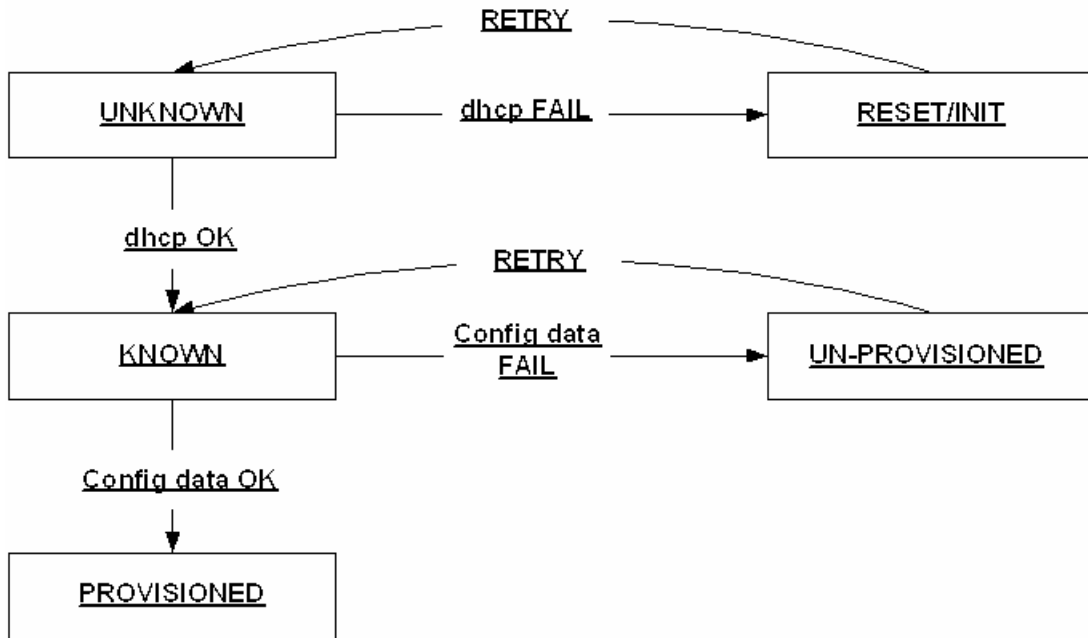 RETRY
UNKNOWN
dhcp FAIL
RESET/INIT
dhcp OK
RETRY
KNOWN
Config data
FAIL
UN-PROVISIONED
Config data OK
PROVISIONED